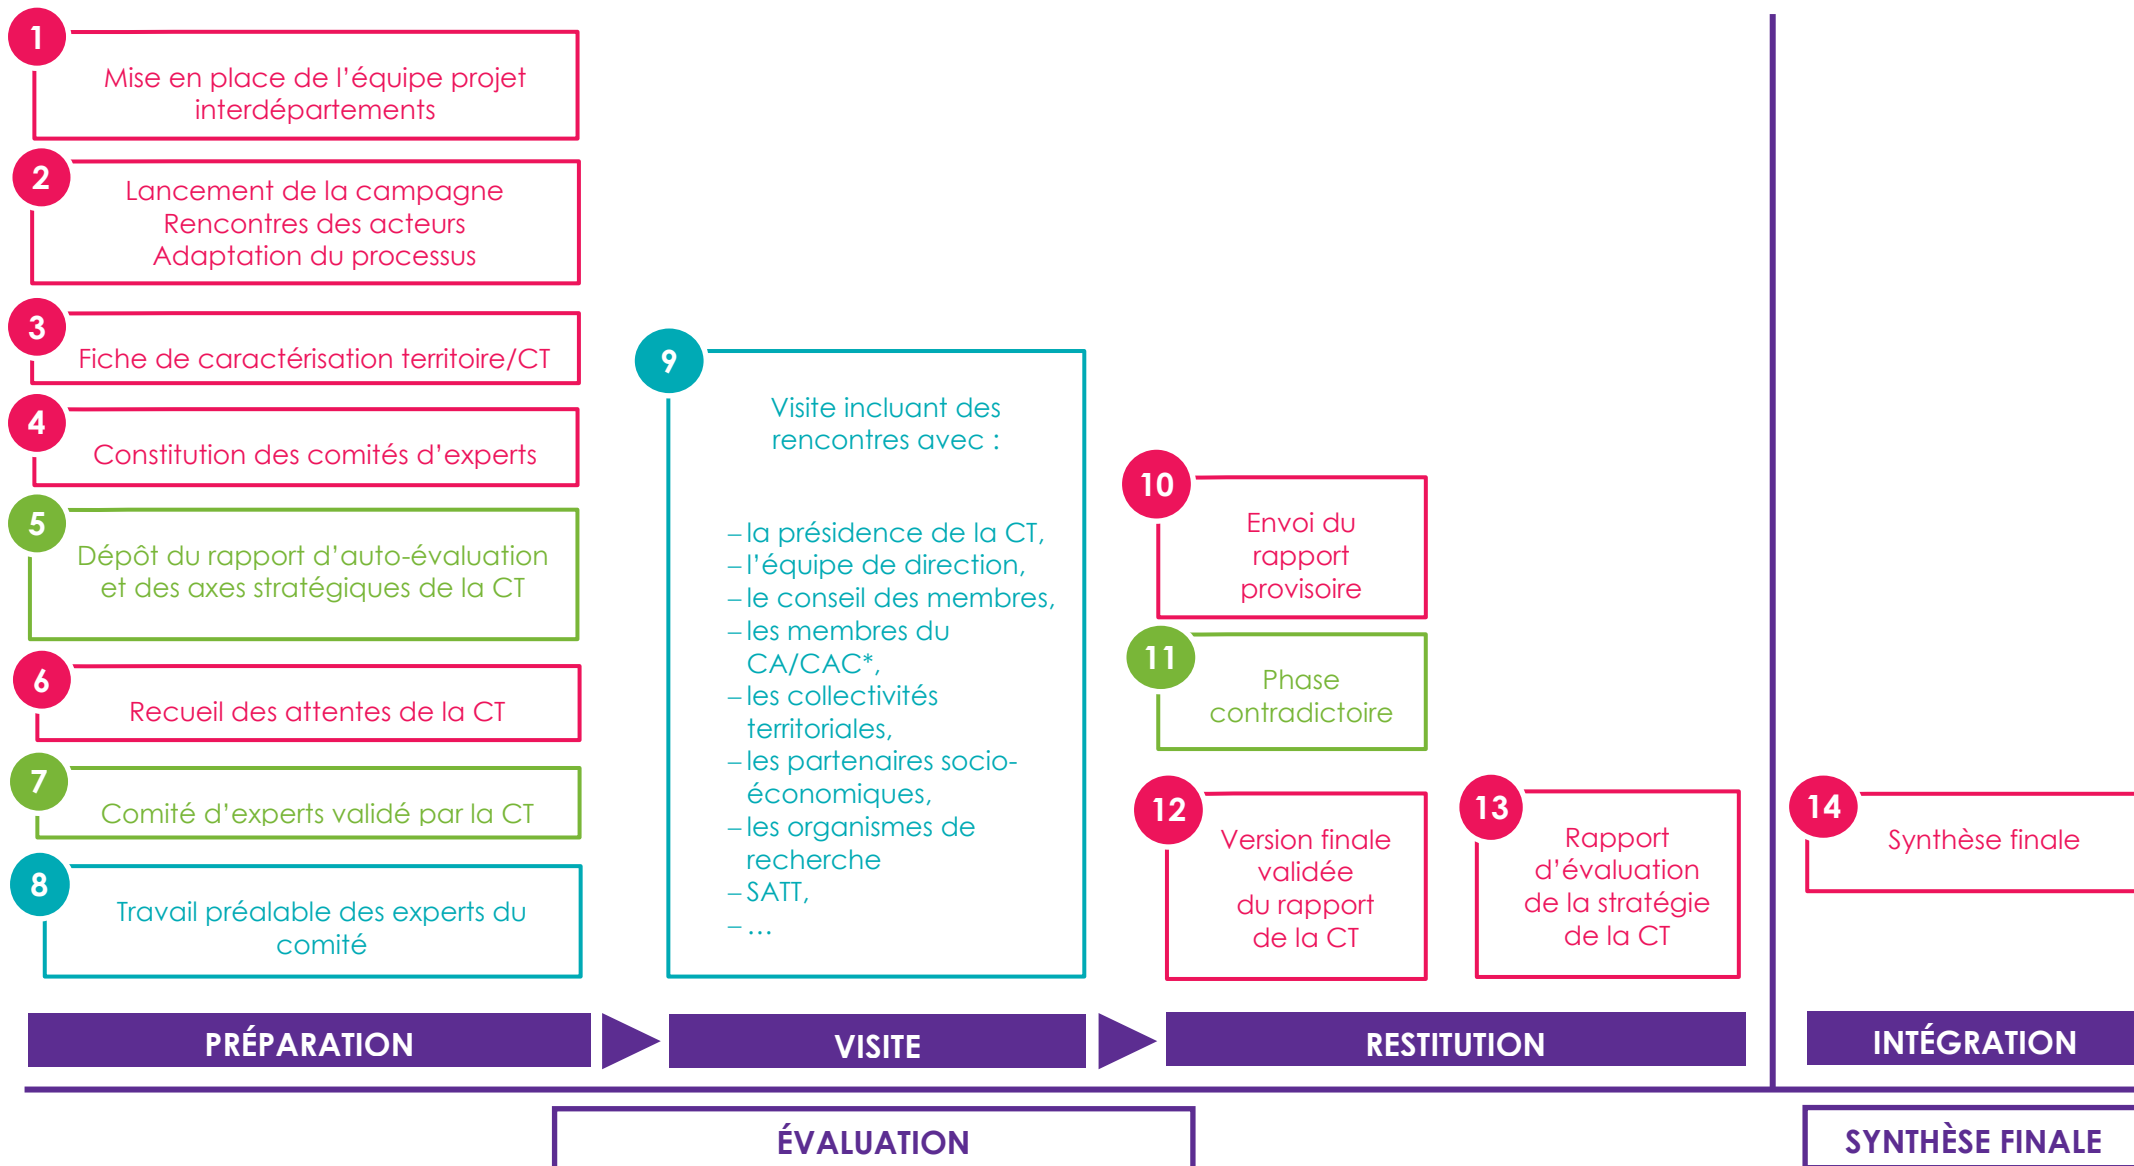 1
Mise en place de l’équipe projet
interdépartements
2
Lancement de la campagne
Rencontres des acteurs
Adaptation du processus
3
Fiche de caractérisation territoire/CT
4
Constitution des comités d’experts
5
Dépôt du rapport d’auto-évaluation
et des axes stratégiques de la CT
6
Recueil des attentes de la CT
7
Comité d’experts validé par la CT
8
Travail préalable des experts du
comité
9
Visite incluant des
rencontres avec :
– la présidence de la CT,
– l’équipe de direction,
– le conseil des membres,
– les membres du
CA/CAC*,
– les collectivités
territoriales,
– les partenaires socio-
économiques,
– les organismes de
recherche
– SATT,
– …
10
Envoi du
rapport
provisoire
11
Phase
contradictoire
12
Version finale
validée
du rapport
de la CT
13
Rapport
d’évaluation
de la stratégie
de la CT
14
Synthèse finale
PRÉPARATION
VISITE
RESTITUTION
INTÉGRATION
ÉVALUATION
SYNTHÈSE FINALE